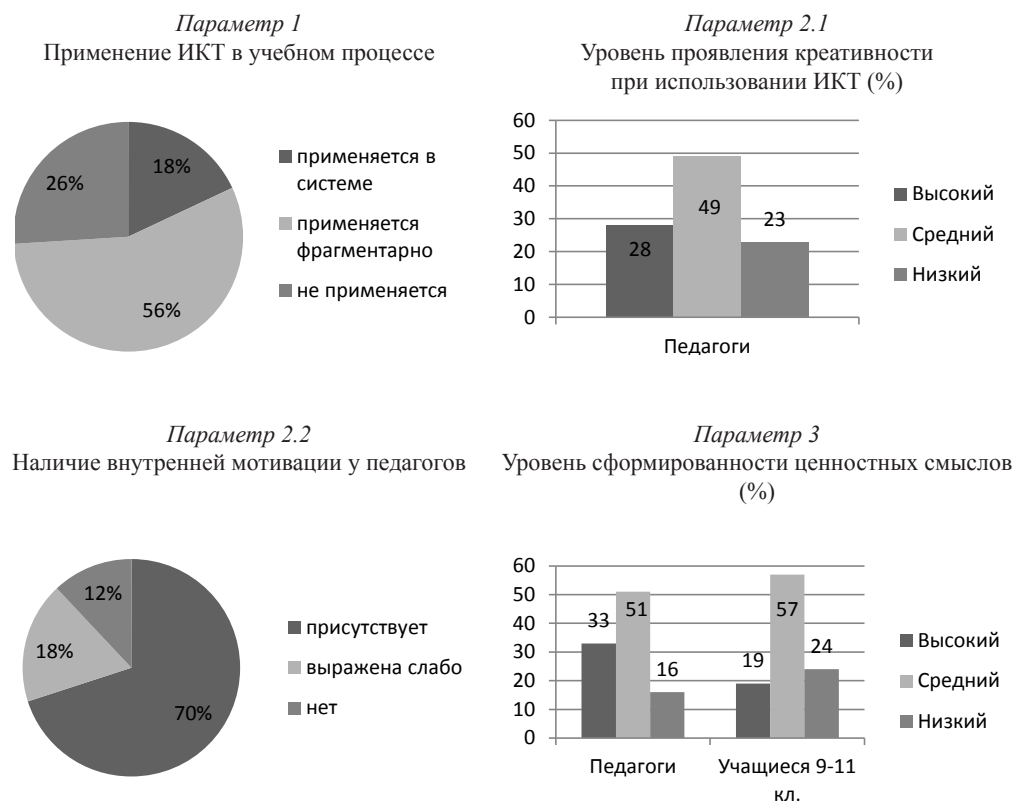 Параметр 1
Применение ИКТ в учебном процессе
18%
26%
56%
применяется в
системе
применяется
фрагментарно
не применяется
Параметр 2.1
Уровень проявления креативности
при использовании ИКТ (%)
60
50
40
30
20
10
0
28
49
23
Педагоги
Высокий
Средний
Низкий
Параметр 2.2
Наличие внутренней мотивации у педагогов
12%
18%
70%
присутствует
выражена слабо
нет
Параметр 3
Уровень сформированности ценностных смыслов
(%)
60
50
40
30
20
10
0
33
51
16
19
57
24
Педагоги
Учащиеся 9-11
кл.
Высокий
Средний
Низкий